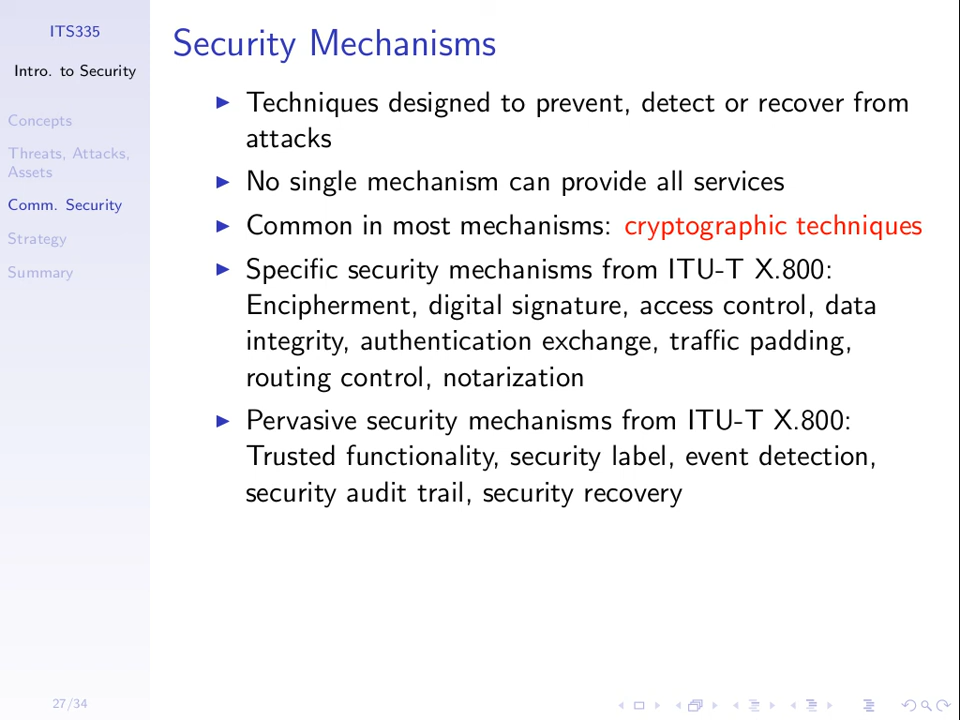 ITS335
Intro. to Security
Concepts
Threats, Attacks,
Assets
Comm. Security
Strategy
Summary
27/34
Security Mechanisms
Techniques designed to prevent, detect or recover from
attacks
No single mechanism can provide all services
Common in most mechanisms: cryptographic techniques
Specific security mechanisms from ITU-T X.800:
Encipherment, digital signature, access control, data
integrity, authentication exchange, traffic padding,
routing control, notarization
Pervasive security mechanisms from ITU-T X.800:
Trusted functionality, security label, event detection,
security audit trail, security recovery